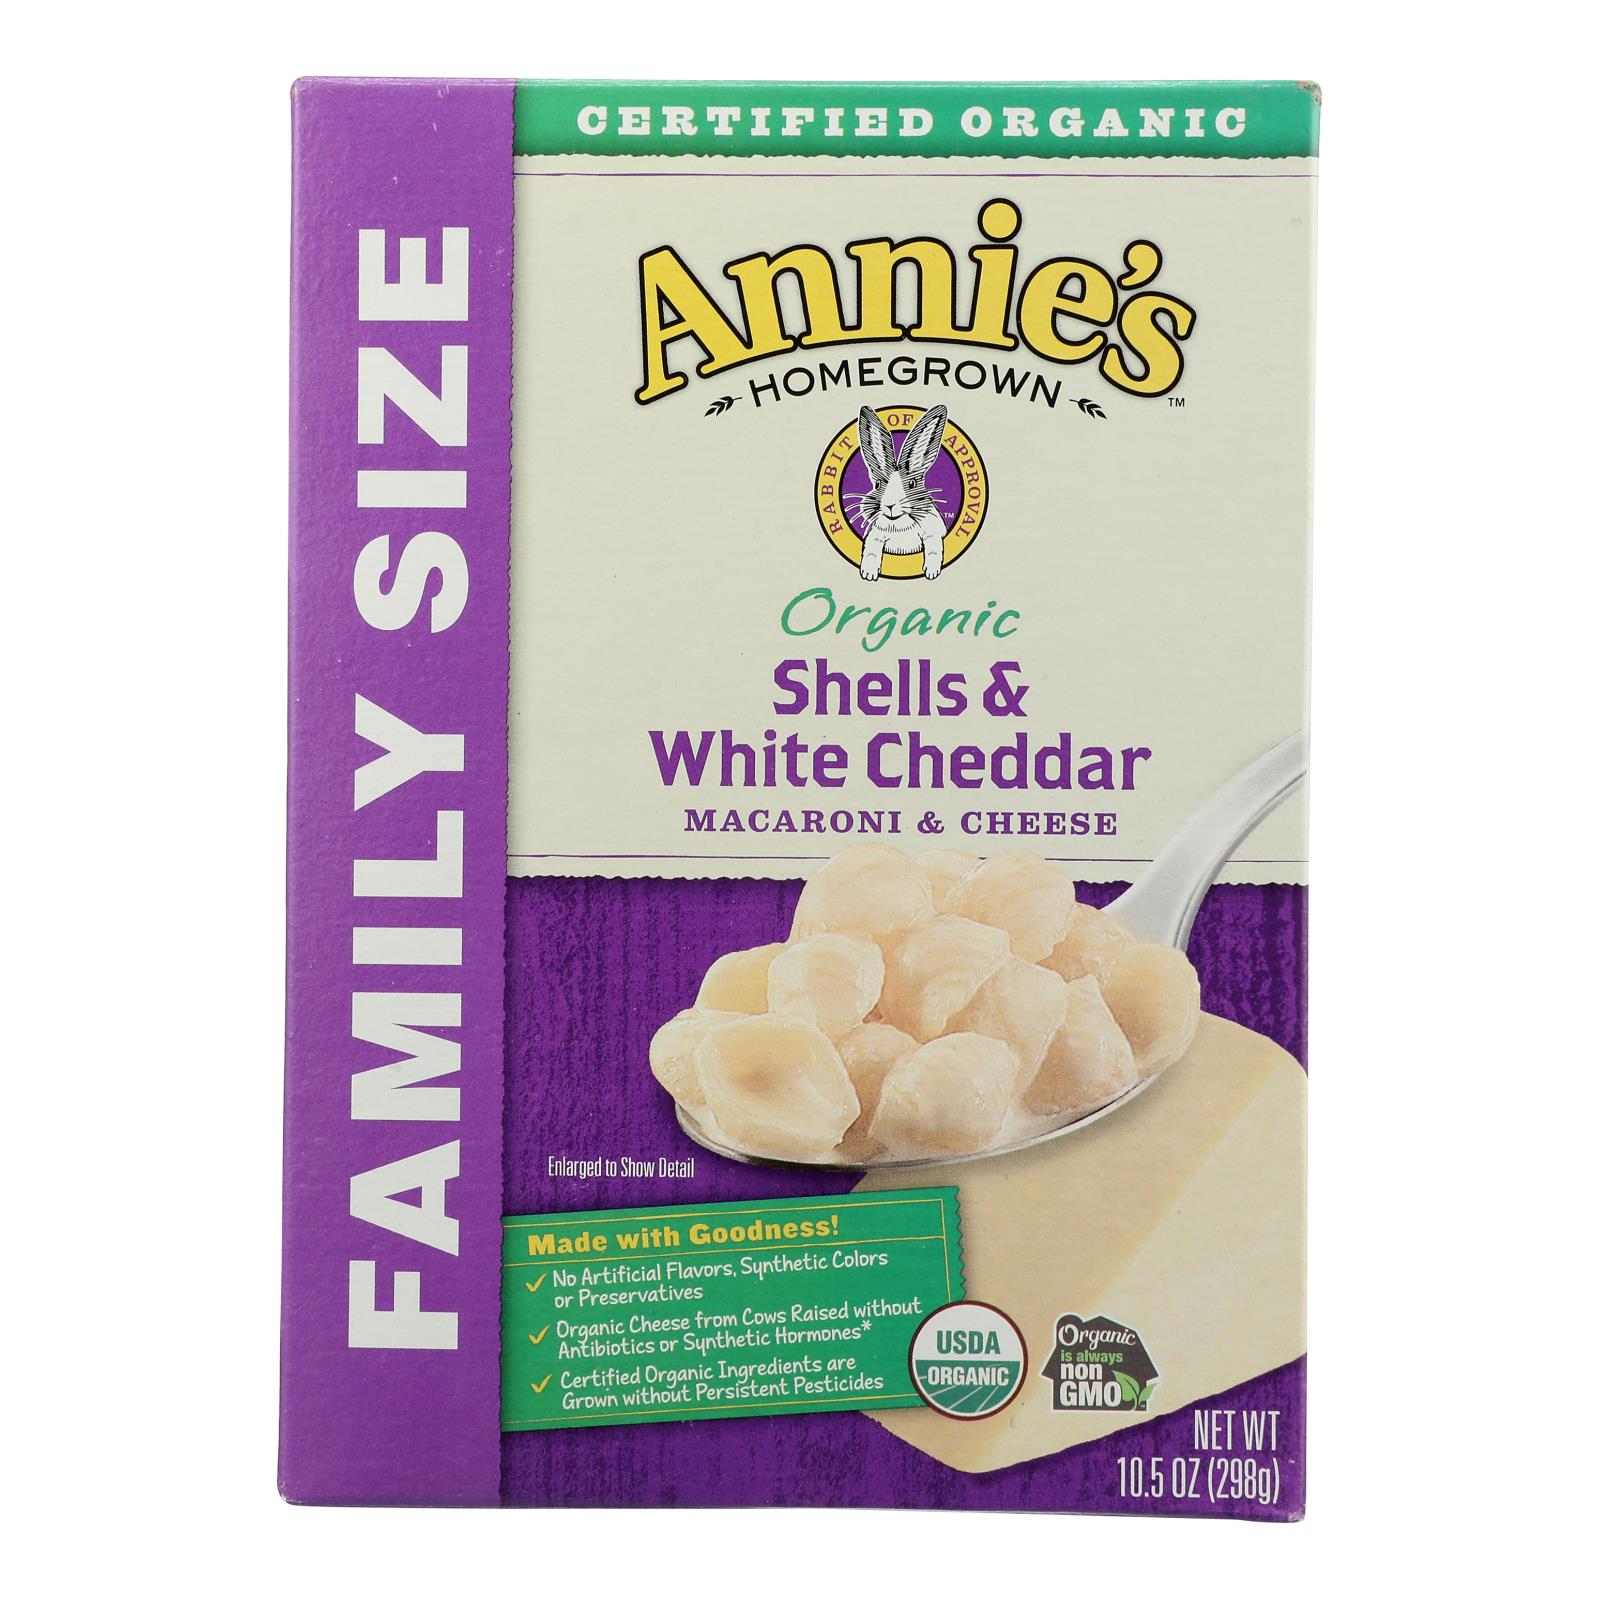 CERTIFIED ORGANIC
FAMILY SIZE
Annie's
HOMEGROWN
™
RABBIT OF APPROVAL
™
Organic
Shells &
White Cheddar
MACARONI & CHEESE
Enlarged to Show Detail
Made with Goodness!
✓ No Artificial Flavors, Synthetic Colors
or Preservatives
✓ Organic Cheese from Cows Raised without
Antibiotics or Synthetic Hormones*
✓ Certified Organic Ingredients are
Grown without Persistent Pesticides
USDA
ORGANIC
Organic
is always
non
GMO
NET WT
10.5 OZ (298g)